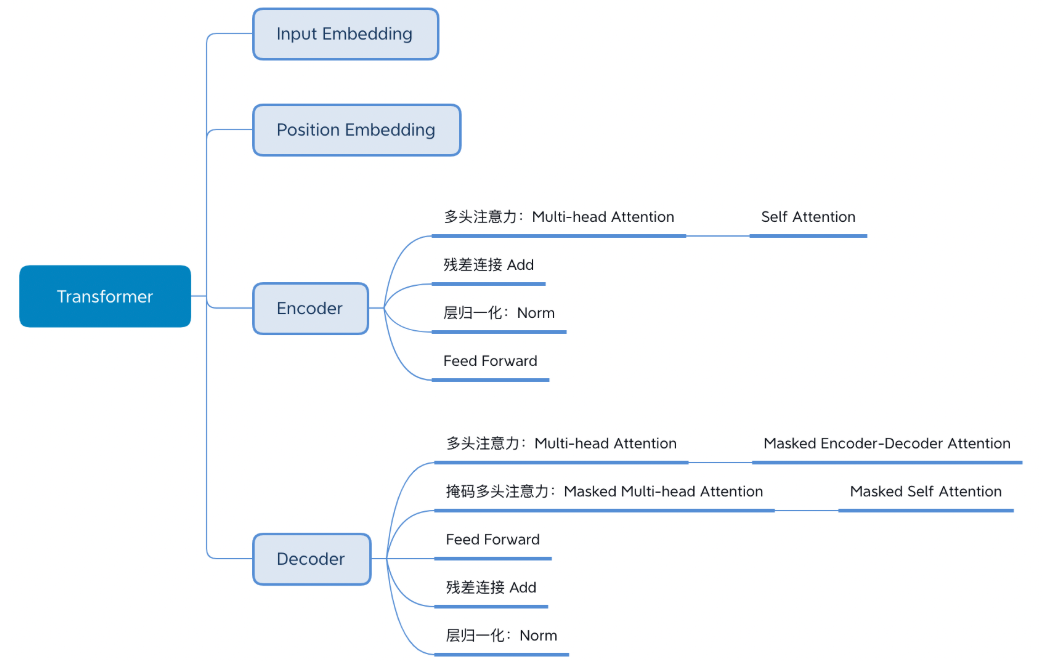 Transformer
Input Embedding
Position Embedding
Encoder
多头注意力：Multi-head Attention
Self Attention
残差连接 Add
层归一化：Norm
Feed Forward
Decoder
多头注意力：Multi-head Attention
Masked Encoder-Decoder Attention
掩码多头注意力：Masked Multi-head Attention
Masked Self Attention
Feed Forward
残差连接 Add
层归一化：Norm